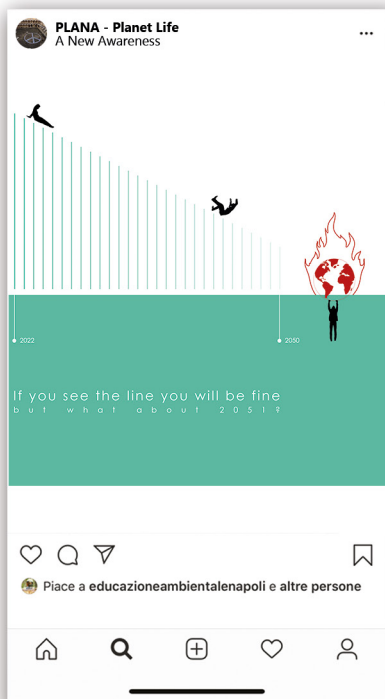 PLANA - Planet Life
A New Awareness
2022
2050
If you see the line you will be fine
but what about 2051?
Piace a educazioneambientalenapoli e altre persone